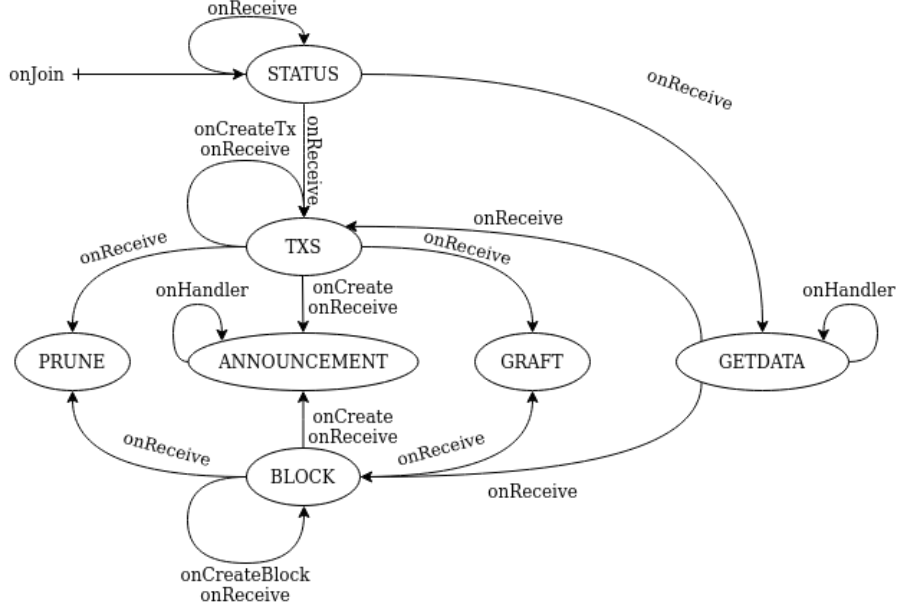 onReceive
onJoin
STATUS
onReceive
onCreateTx
onReceive
onReceive
onReceive
TXS
onReceive
onReceive
onHandler
onCreate
onReceive
onHandler
PRUNE
ANNOUNCEMENT
GRAFT
GETDATA
onCreate
onReceive
onReceive
onReceive
BLOCK
onReceive
onCreateBlock
onReceive